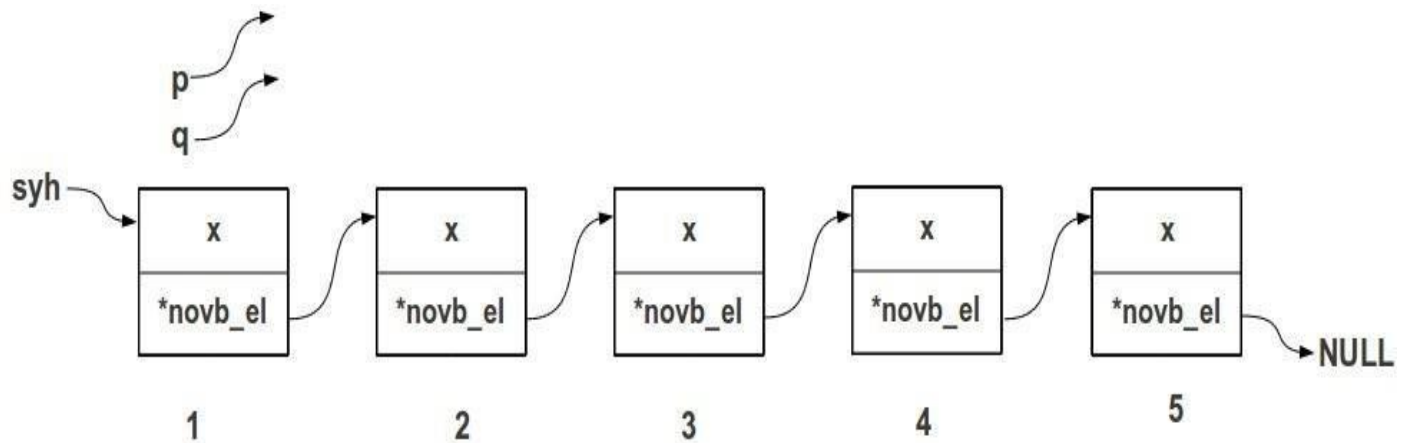 p
q
syh
x x x x x
*novb_el *novb_el *novb_el *novb_el *novb_el
NULL
1 2 3 4 5